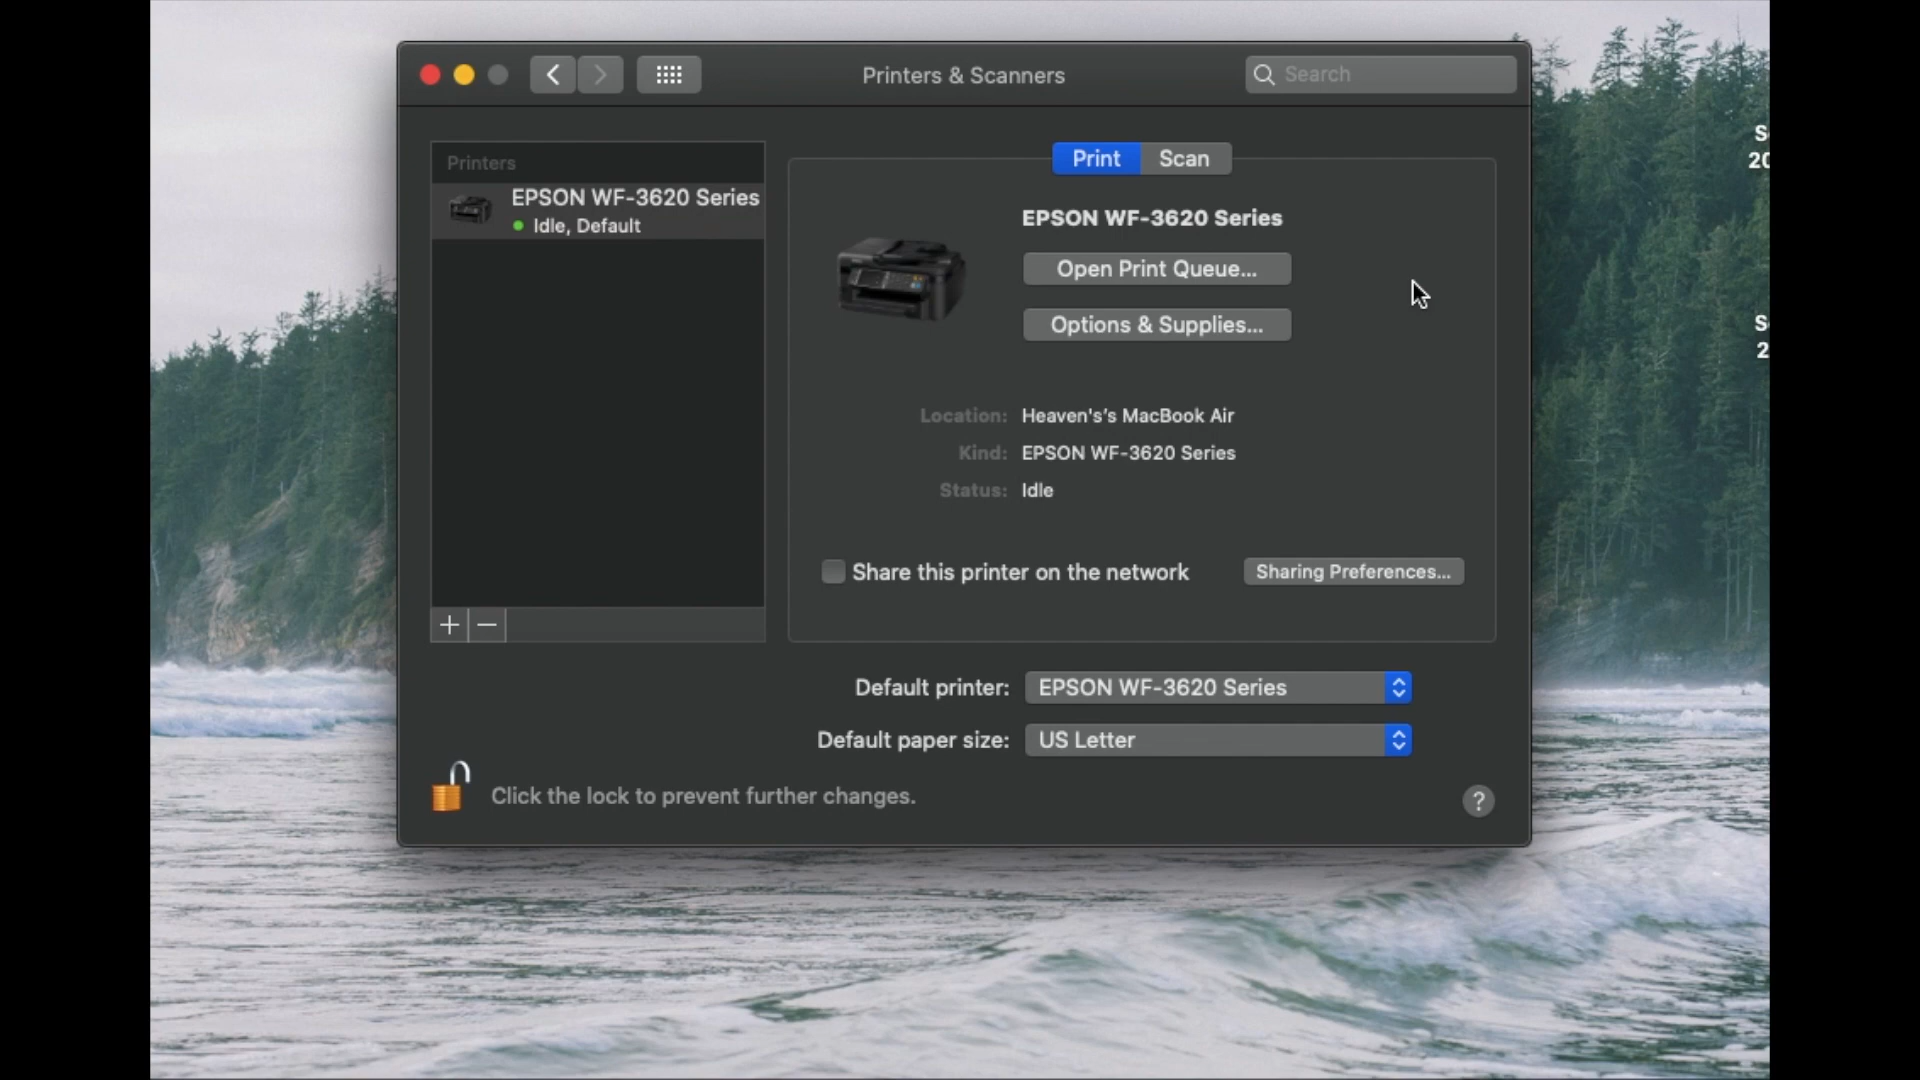 Printers & Scanners
Search
Printers
EPSON WF-3620 Series
Idle, Default
Print
Scan
EPSON WF-3620 Series
Open Print Queue...
Options & Supplies...
Location: Heaven's's MacBook Air
Kind: EPSON WF-3620 Series
Status: Idle
Share this printer on the network
Sharing Preferences...
Default printer: EPSON WF-3620 Series
Default paper size: US Letter
Click the lock to prevent further changes.
?